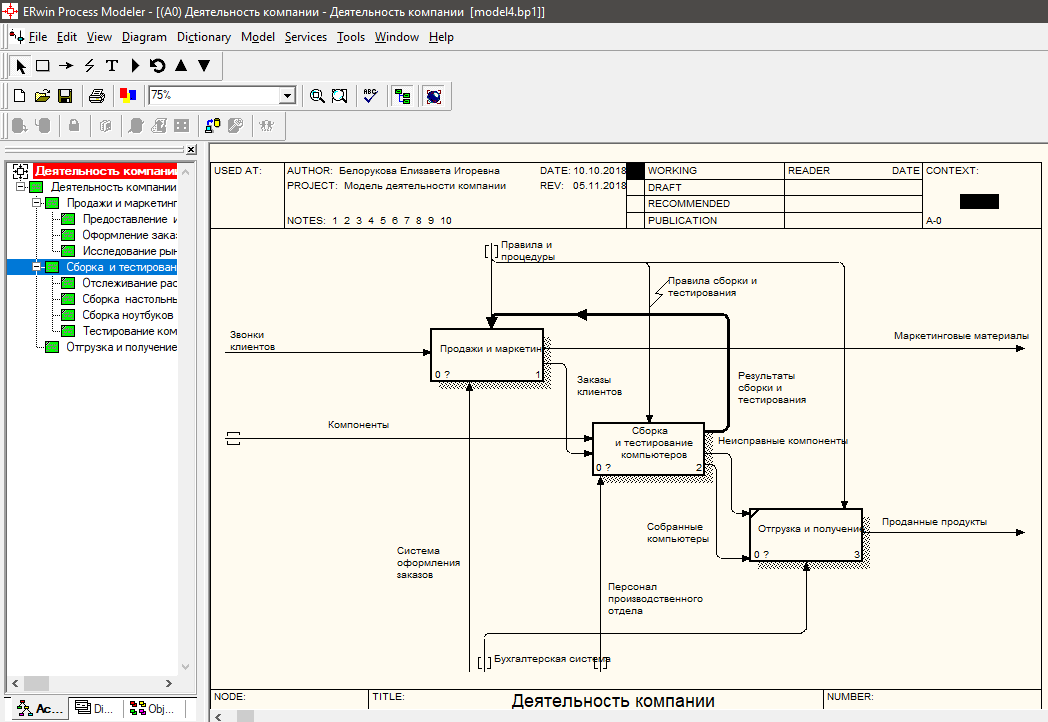 ERwin Process Modeler - [(A0) Деятельность компании - Деятельность компании [model4.bp1]]
File Edit View Diagram Dictionary Model Services Tools Window Help
T
75%
ABC
Деятельность компании
Деятельность компании
Продажи и маркетинг
Предоставление и
Оформление зака
Исследование рын
Сборка и тестирован
Отслеживание рас
Сборка настольны
Сборка ноутбуков
Тестирование ком
Отгрузка и получение
Ac... Di... Obj...
USED AT:
AUTHOR: Белорукова Елизавета Игоревна
DATE: 10.10.2018
PROJECT: Модель деятельности компании
REV: 05.11.2018
NOTES: 1 2 3 4 5 6 7 8 9 10
WORKING
DRAFT
RECOMMENDED
PUBLICATION
READER DATE
CONTEXT:
A-0
Правила и
процедуры
Правила сборки и
тестирования
Звонки
клиентов
Продажи и маркетин
0 ? 1
Маркетинговые материалы
Заказы
клиентов
Результаты
сборки и
тестирования
Компоненты
Сборка
и тестирование
компьютеров
0 ? 2
Неисправные компоненты
Собранные
компьютеры
Отгрузка и получение
0 ? 3
Проданные продукты
Система
оформления
заказов
Персонал
производственного
отдела
Бухгалтерская система
NODE:
TITLE:
Деятельность компании
NUMBER: